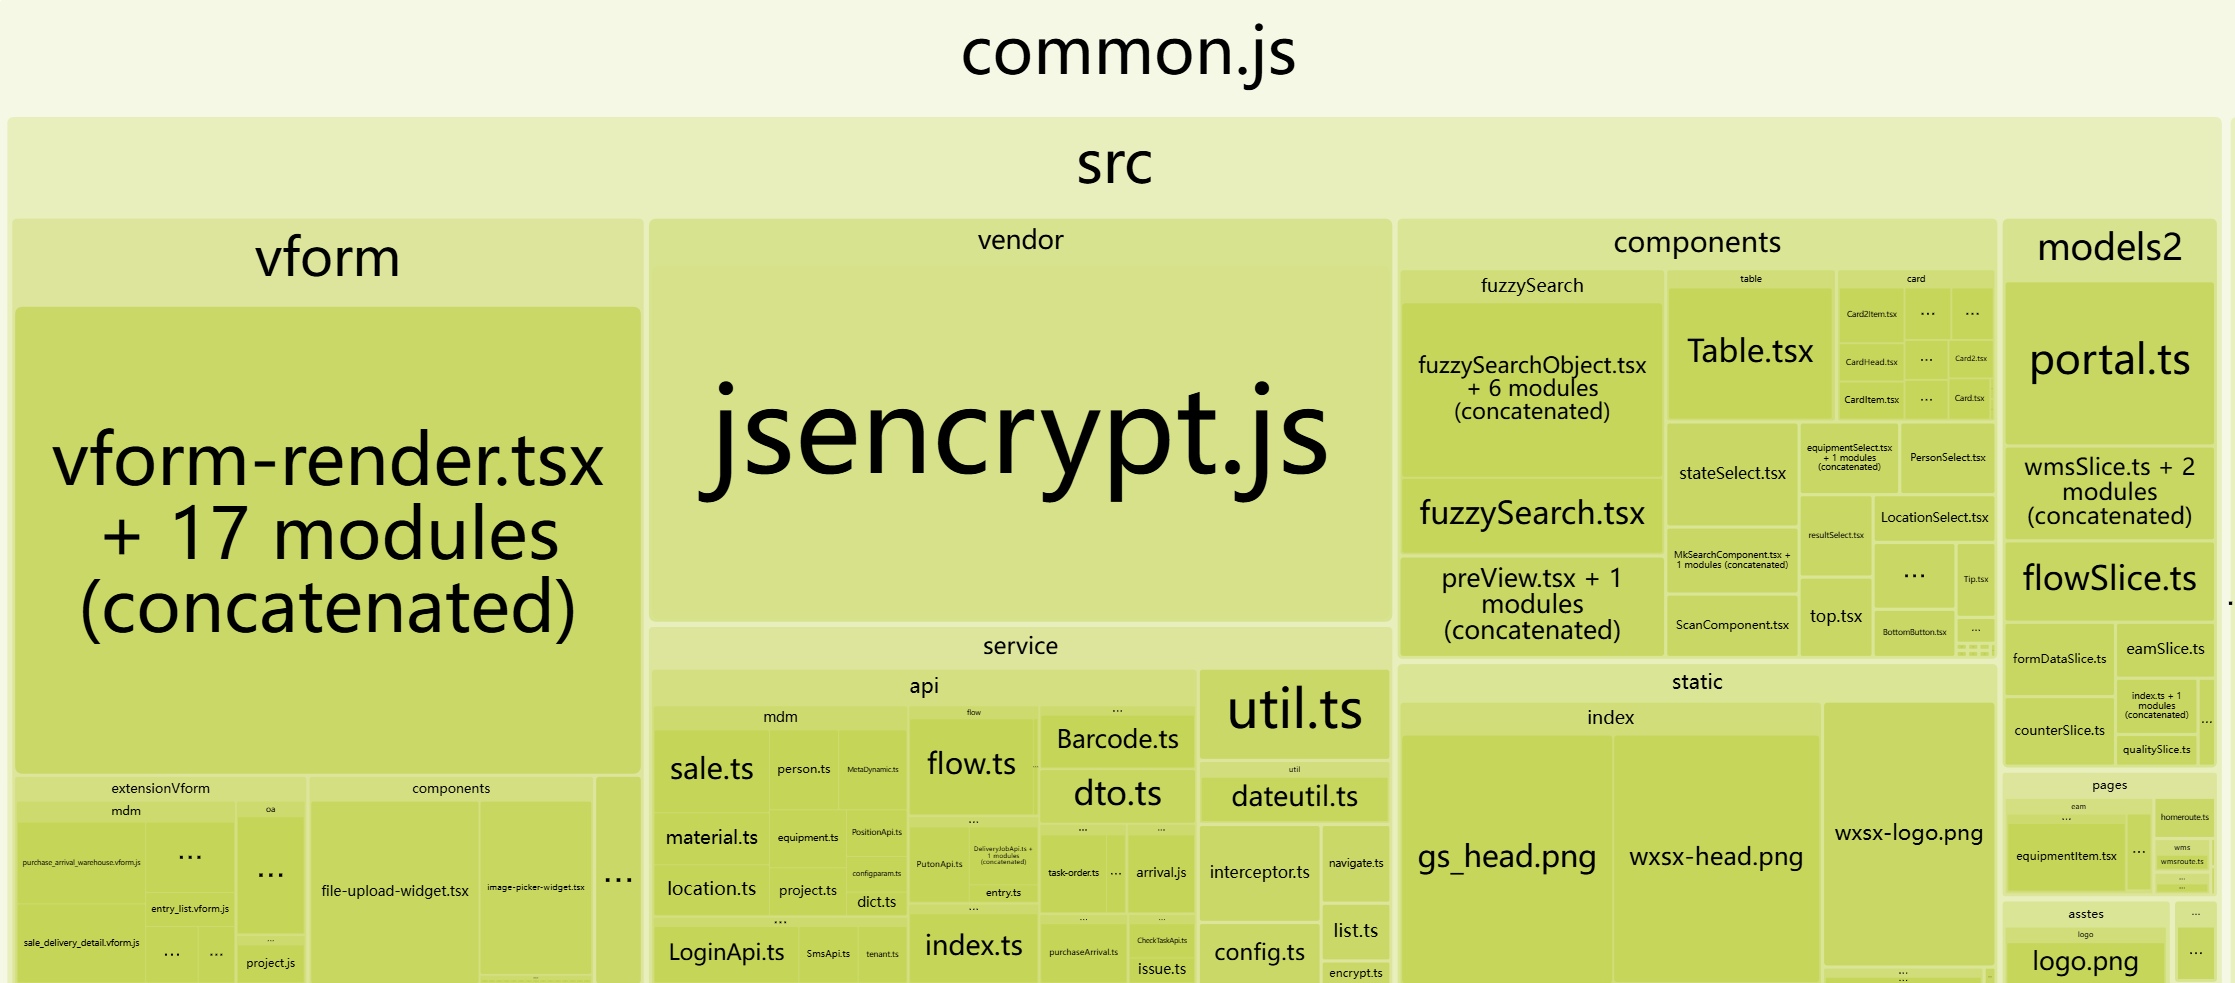 common.js
src
vform
vform-render.tsx
+ 17 modules
(concatenated)
extensionVform
mdm
purchase_arrival_warehouse.vform.js
...
entry_list.vform.js
sale_delivery_detail.vform.js
...
...
oa
...
...
project.js
components
file-upload-widget.tsx
image-picker-widget.tsx
...
...
vendor
jsencrypt.js
service
api
mdm
sale.ts
person.ts
MetaDynamic.ts
material.ts
equipment.ts
PositionApi.ts
configparam.ts
location.ts
project.ts
dict.ts
...
LoginApi.ts
SmsApi.ts
tenant.ts
flow
flow.ts
...
...
PutonApi.ts
DeliveryJobApi.ts +
1 modules
(concatenated)
entry.ts
...
index.ts
...
Barcode.ts
dto.ts
...
task-order.ts
...
...
arrival.js
...
purchaseArrival.ts
...
CheckTaskApi.ts
issue.ts
util.ts
util
dateutil.ts
interceptor.ts
navigate.ts
config.ts
list.ts
encrypt.ts
components
fuzzySearch
fuzzySearchObject.tsx
+ 6 modules
(concatenated)
fuzzySearch.tsx
preView.tsx + 1
modules
(concatenated)
table
Table.tsx
card
Card2Item.tsx
...
...
CardHead.tsx
...
Card2.tsx
CardItem.tsx
...
Card.tsx
stateSelect.tsx
equipmentSelect.tsx
+ 1 modules
(concatenated)
PersonSelect.tsx
MkSearchComponent.tsx +
1 modules (concatenated)
resultSelect.tsx
LocationSelect.tsx
...
Tip.tsx
ScanComponent.tsx
top.tsx
BottomButton.tsx
...
static
index
gs_head.png
wxsx-head.png
wxsx-logo.png
...
...
models2
portal.ts
wmsSlice.ts + 2
modules
(concatenated)
flowSlice.ts
formDataSlice.ts
eamSlice.ts
counterSlice.ts
index.ts + 1
modules
(concatenated)
qualitySlice.ts
...
pages
eam
...
equipmentItem.tsx
...
homeroute.ts
wms
wmsroute.ts
...
...
asstes
logo
logo.png
...
...